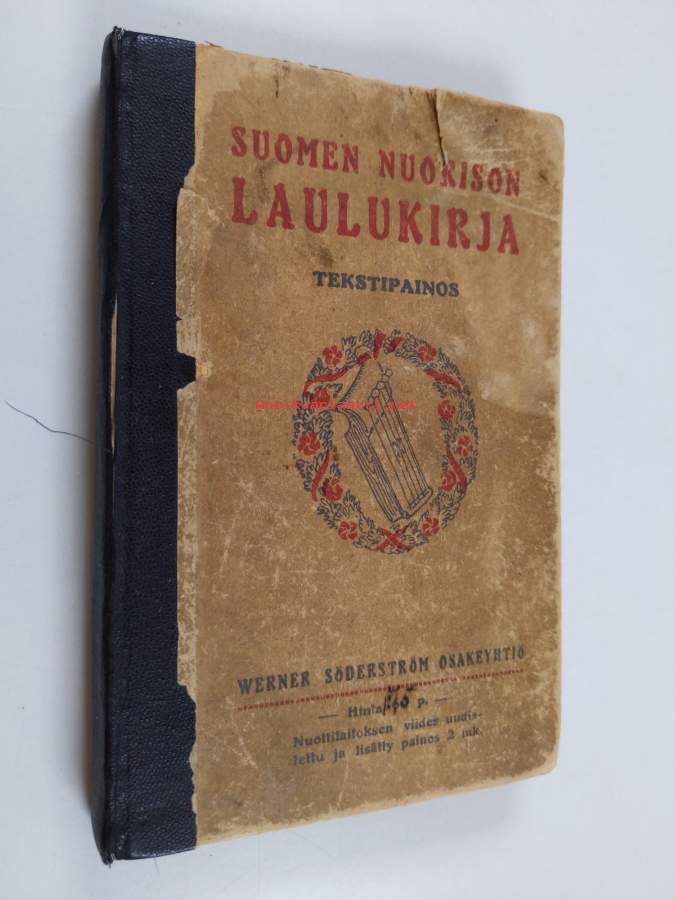 SUOMEN NUORISON
LAULUKIRJA
TEKSTIPAINOS
WERNER SÖDERSTRÖM OSAKEYHTIÖ
— Hinta p. —
Nuottilaitoksen viides uudis-
tettu ja lisätty painos 2 mk.